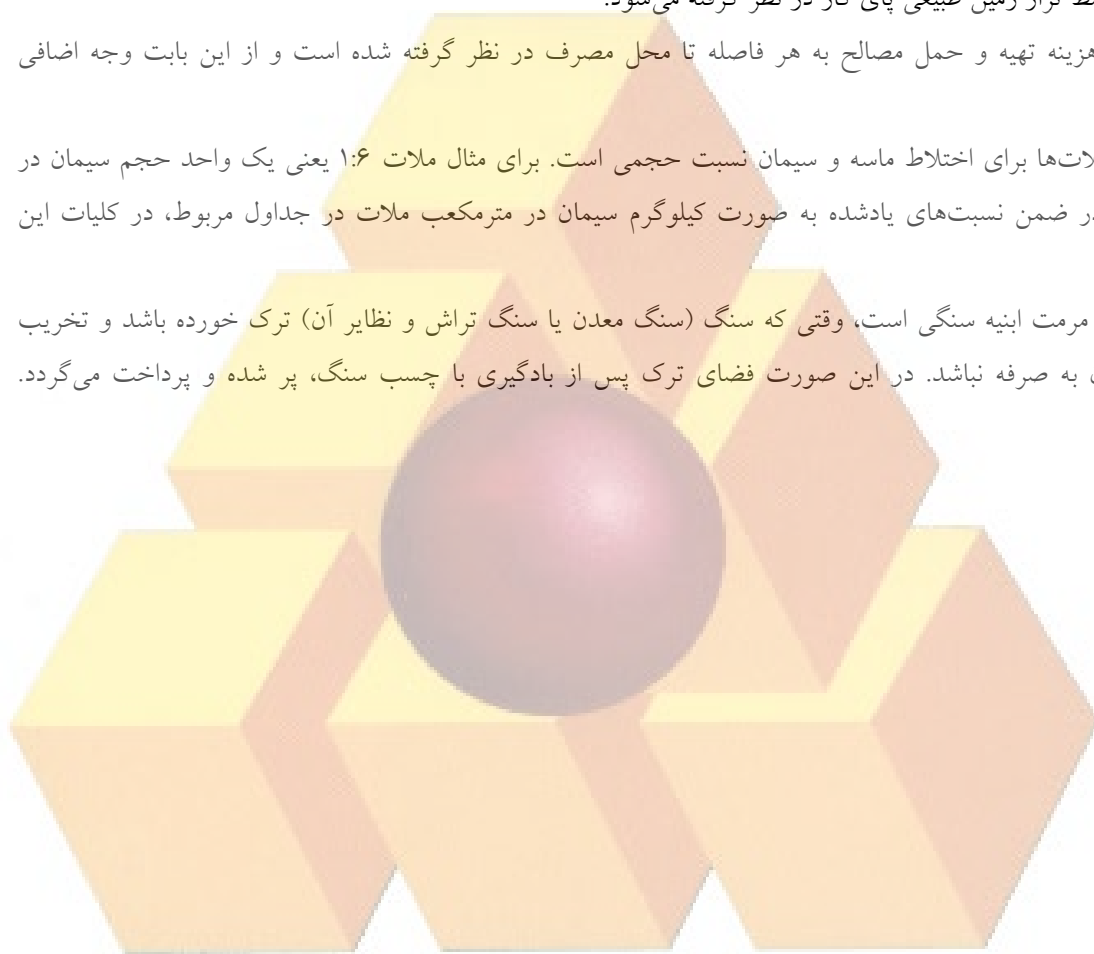 تراز زمین طبیعی پای کار در نظر گرفته می‌شود.
هزینه تهیه و حمل مصالح به هر فاصله تا محل مصرف در نظر گرفته شده است و از این بابت وجه اضافی
برای اختلاط ماسه و سیمان نسبت حجمی است. برای مثال ملات ۱:۶ یعنی یک واحد حجم سیمان در
در ضمن نسبت‌های یادشده به صورت کیلوگرم سیمان در مترمکعب ملات در جداول مربوط، در کلیات این
مرمت ابنیه سنگی است، وقتی که سنگ (سنگ معدن یا سنگ تراش و نظایر آن) ترک خورده باشد و تخریب
به صرفه نباشد. در این صورت فضای ترک پس از بادگیری با چسب سنگ، پر شده و پرداخت می‌گردد.